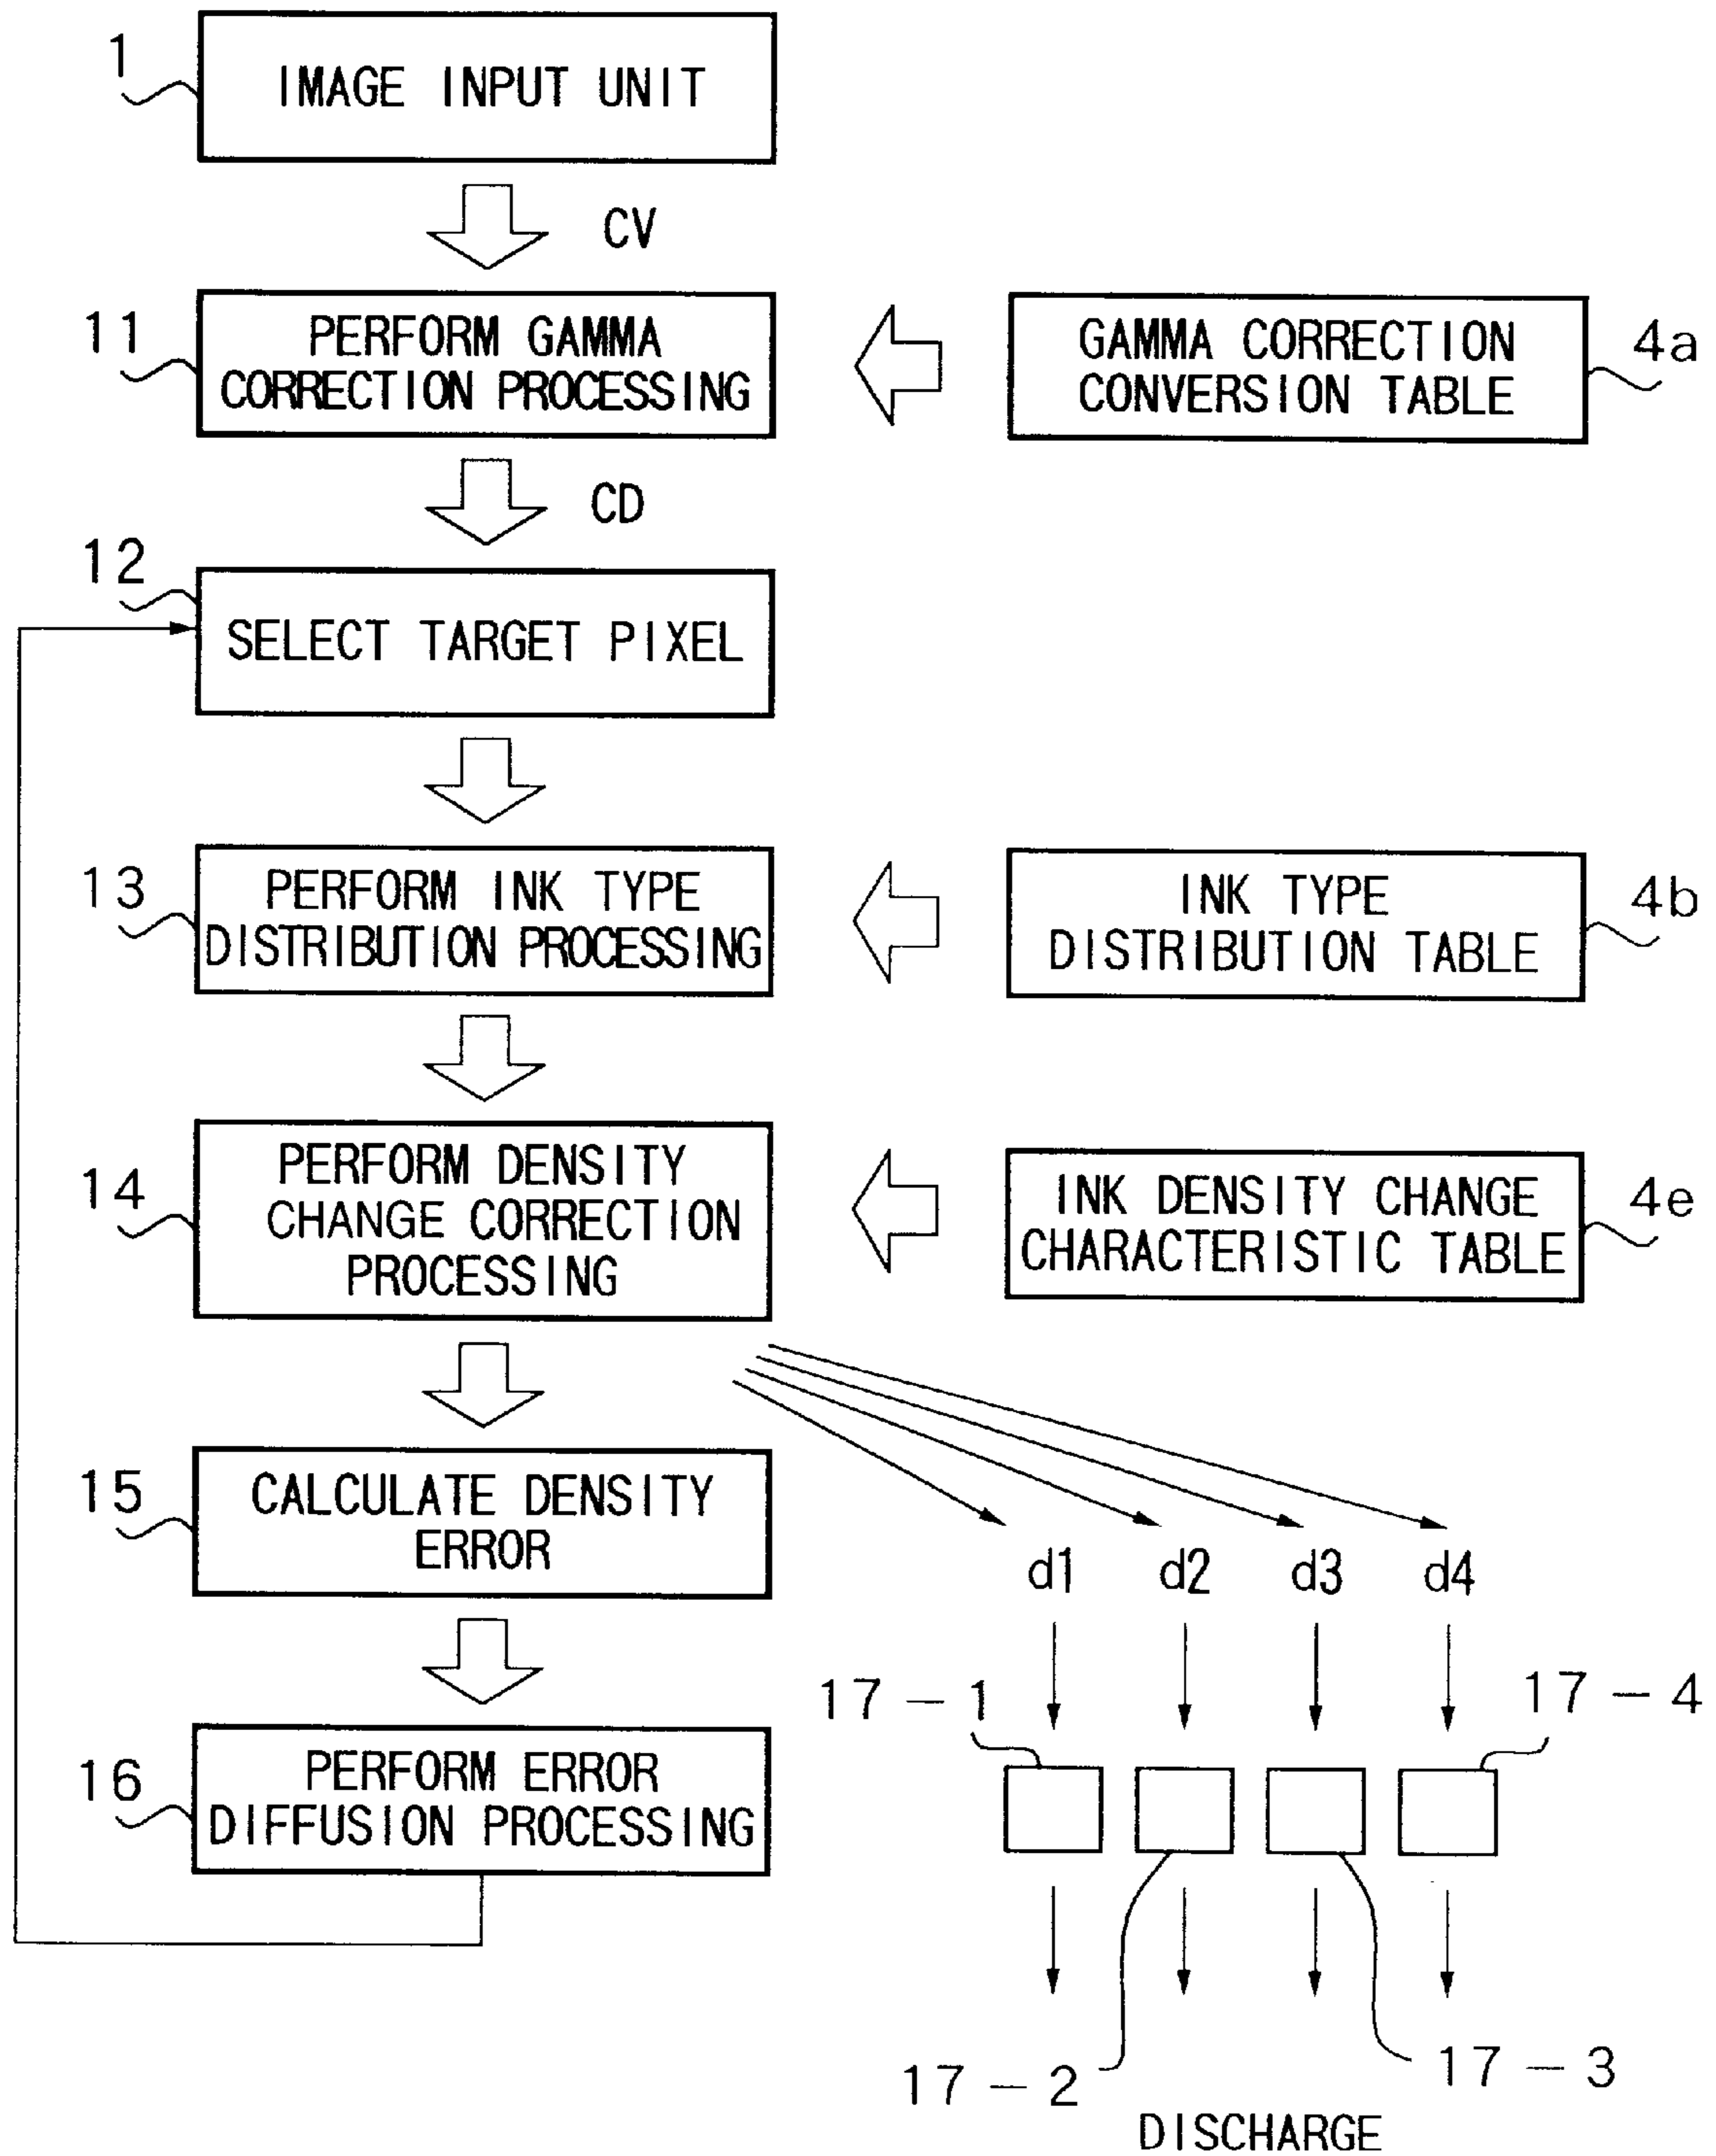 1
IMAGE INPUT UNIT
CV
11
PERFORM GAMMA
CORRECTION PROCESSING
GAMMA CORRECTION
CONVERSION TABLE
4a
CD
12
SELECT TARGET PIXEL
13
PERFORM INK TYPE
DISTRIBUTION PROCESSING
INK TYPE
DISTRIBUTION TABLE
4b
14
PERFORM DENSITY
CHANGE CORRECTION
PROCESSING
INK DENSITY CHANGE
CHARACTERISTIC TABLE
4e
15
CALCULATE DENSITY
ERROR
d1 d2 d3 d4
16
PERFORM ERROR
DIFFUSION PROCESSING
17-1
17-4
17-2
17-3
DISCHARGE